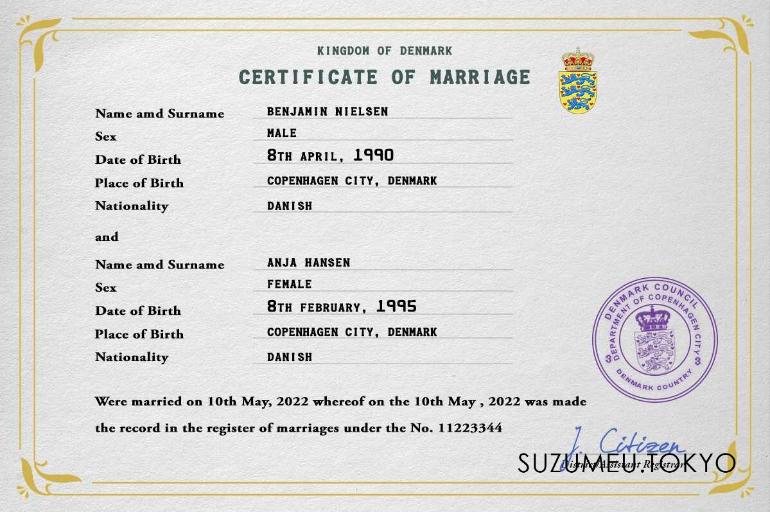 KINGDOM OF DENMARK
CERTIFICATE OF MARRIAGE
Name amd Surname BENJAMIN NIELSEN
Sex MALE
Date of Birth 8TH APRIL, 1990
Place of Birth COPENHAGEN CITY, DENMARK
Nationality DANISH
and
Name amd Surname ANJA HANSEN
Sex FEMALE
Date of Birth 8TH FEBRUARY, 1995
Place of Birth COPENHAGEN CITY, DENMARK
Nationality DANISH
DENMARK COUNCIL
DEPARTMENT OF COPENHAGEN CITY
3 3
DENMARK COUNTRY
Were married on 10th May, 2022 whereof on the 10th May , 2022 was made
the record in the register of marriages under the No. 11223344
J. Citizen
Assistant Registrar
SUZUMEU.TOKYO